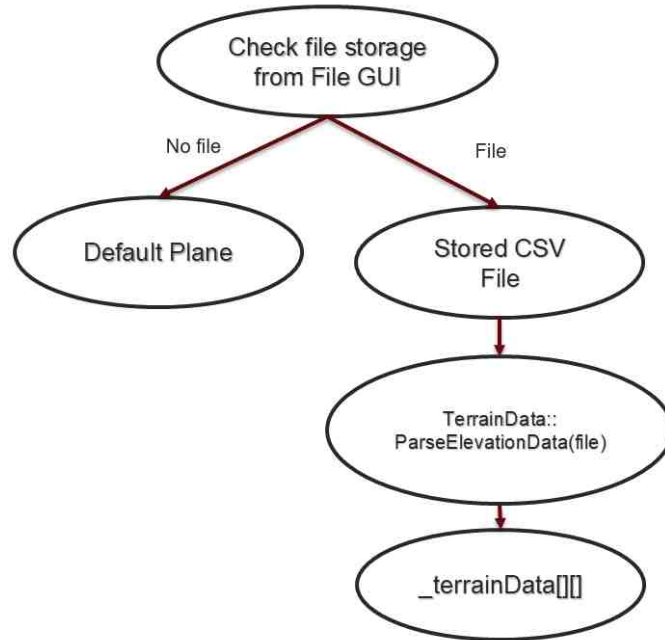 Check file storage
from File GUI
No file
File
Default Plane
Stored CSV
File
TerrainData::
ParseElevationData(file)
_terrainData[][]